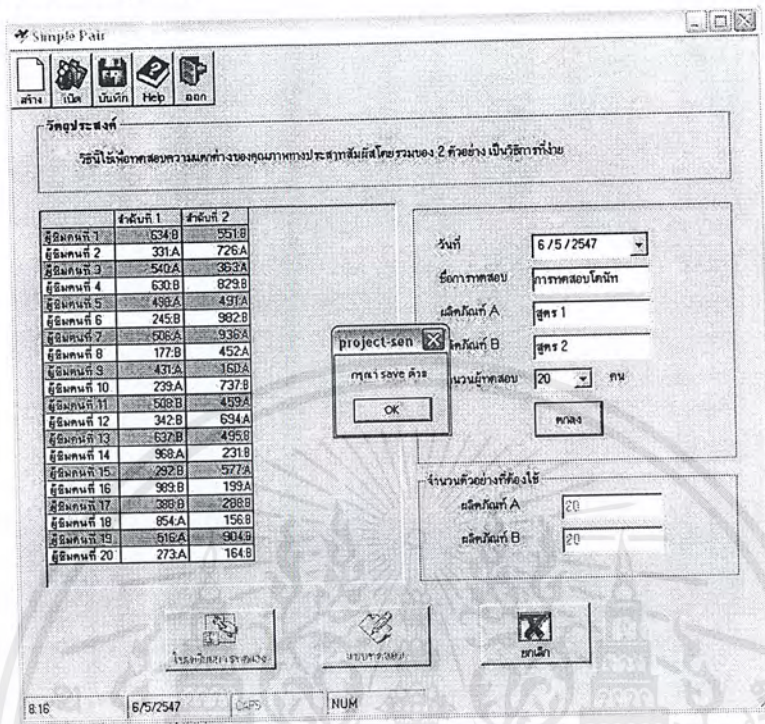 Simple Pair
สร้าง เปิด บันทึก Help ออก
วัตถุประสงค์
วิธีนี้ใช้เพื่อทดสอบความแตกต่างของคุณภาพทางประสาทสัมผัสโดยรวมของ 2 ตัวอย่าง เป็นวิธีการที่ง่าย
ลำดับที่ 1 ลำดับที่ 2
ผู้ชิมคนที่ 1 634:B 551:B
ผู้ชิมคนที่ 2 331:A 726:A
ผู้ชิมคนที่ 3 540:A 363:A
ผู้ชิมคนที่ 4 630:B 829:B
ผู้ชิมคนที่ 5 498:A 491:A
ผู้ชิมคนที่ 6 245:B 982:B
ผู้ชิมคนที่ 7 506:A 936:A
ผู้ชิมคนที่ 8 177:B 452:A
ผู้ชิมคนที่ 9 431:A 160:A
ผู้ชิมคนที่ 10 239:A 737:B
ผู้ชิมคนที่ 11 508:B 459:A
ผู้ชิมคนที่ 12 342:B 694:A
ผู้ชิมคนที่ 13 637:B 495:B
ผู้ชิมคนที่ 14 968:A 231:B
ผู้ชิมคนที่ 15 292:B 577:A
ผู้ชิมคนที่ 16 989:B 199:A
ผู้ชิมคนที่ 17 388:B 288:B
ผู้ชิมคนที่ 18 854:A 156:B
ผู้ชิมคนที่ 19 516:A 904:B
ผู้ชิมคนที่ 20 273:A 164:B
วันที่ 6 / 5 / 2547
ชื่อการทดสอบ การทดสอบโดนัท
ผลิตภัณฑ์ A สูตร 1
ผลิตภัณฑ์ B สูตร 2
จำนวนผู้ทดสอบ 20 คน
ตกลง
project-sen
กรุณา save ด้วย
OK
จำนวนตัวอย่างที่ต้องใช้
ผลิตภัณฑ์ A 20
ผลิตภัณฑ์ B 20
แบบทดสอบ ยกเลิก
8:16 6/5/2547 CAPS NUM